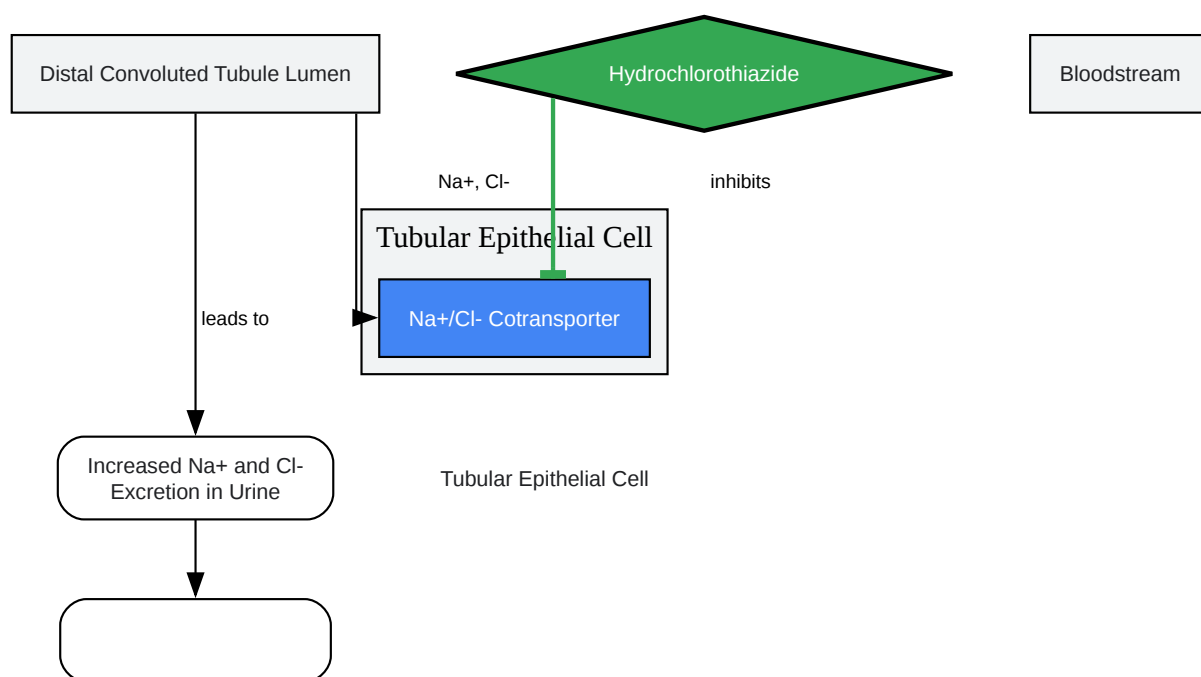 Distal Convoluted Tubule Lumen
Hydrochlorothiazide
Bloodstream
Na+, Cl-
inhibits
Tubular Epithelial Cell
Na+/Cl- Cotransporter
leads to
Increased Na+ and Cl-
Excretion in Urine
Tubular Epithelial Cell